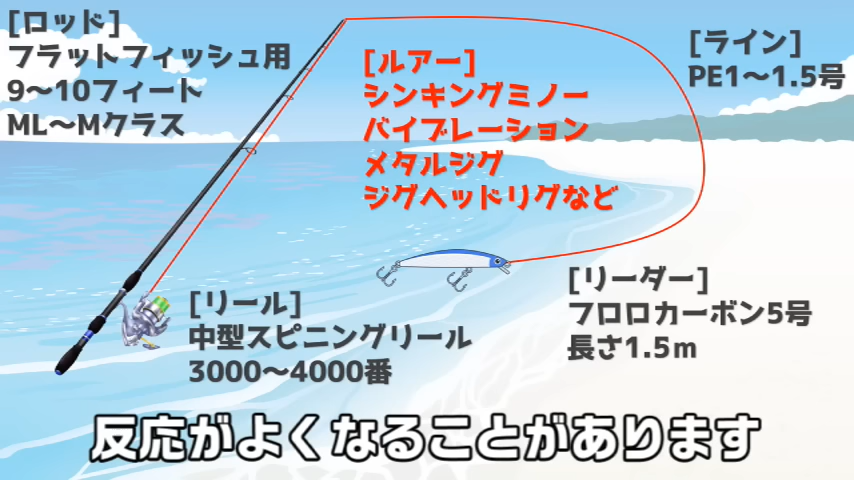 [ロッド]
フラットフィッシュ用
9〜10フィート
ML〜Mクラス
[ルアー]
シンキングミノー
バイブレーション
メタルジグ
ジグヘッドリグなど
[ライン]
PE1〜1.5号
[リール]
中型スピニングリール
3000〜4000番
[リーダー]
フロロカーボン5号
長さ1.5m
反応がよくなることがあります